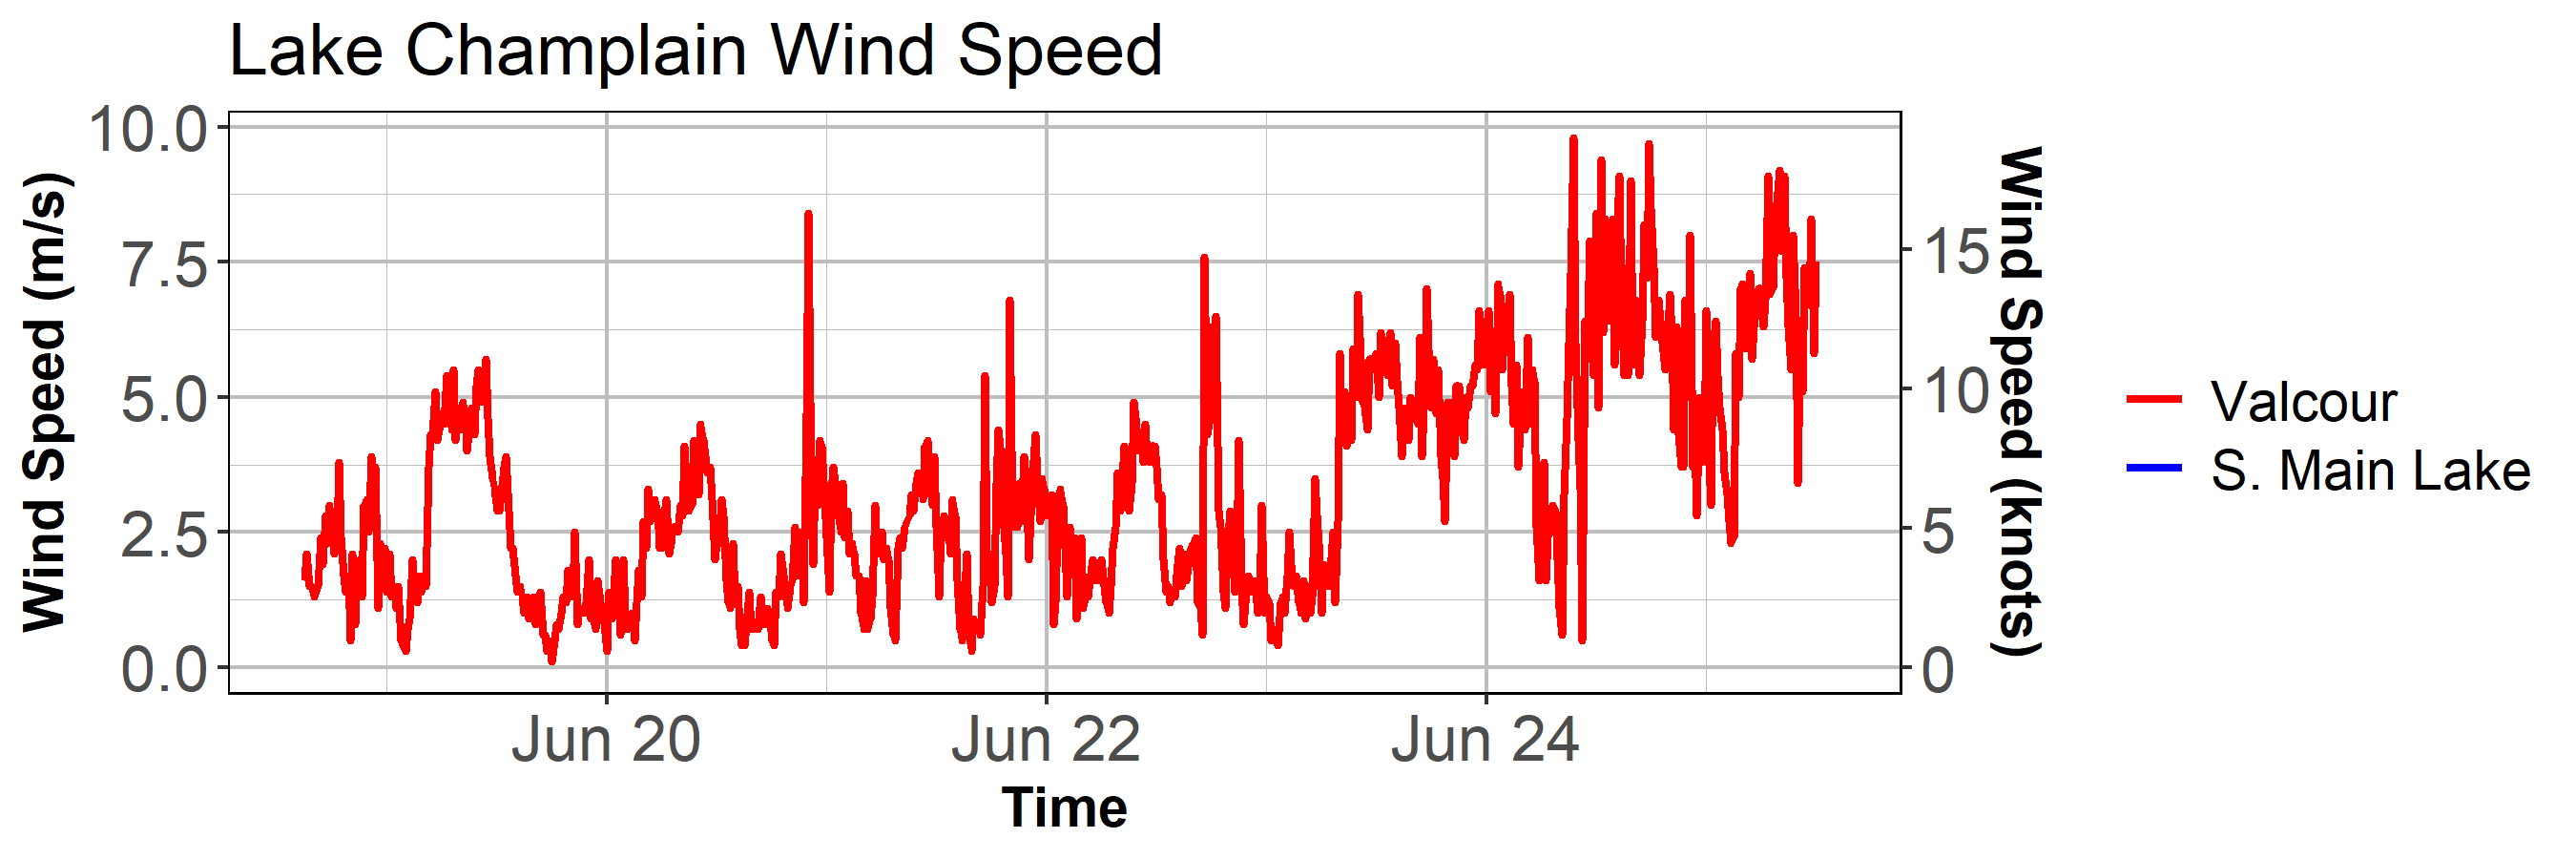 Lake Champlain Wind Speed
Wind Speed (m/s)
10.0
7.5
5.0
2.5
0.0
Wind Speed (knots)
15
10
5
0
Jun 20
Jun 22
Jun 24
Time
Valcour
S. Main Lake